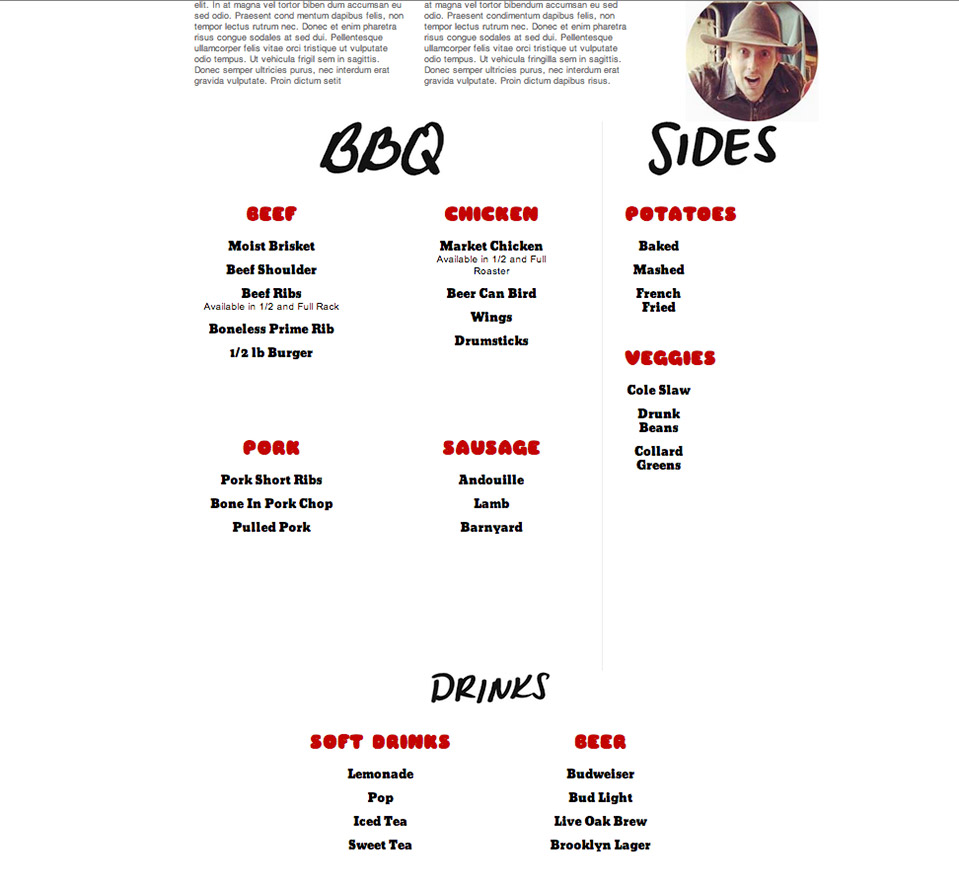 elit. In at magna vel tortor biben dum accumsan eu
sed odio. Praesent cond mentum dapibus felis, non
tempor lectus rutrum nec. Donec et enim pharetra
risus congue sodales at sed dui. Pellentesque
ullamcorper felis vitae orci tristique ut vulputate
odio tempus. Ut vehicula frigil sem in sagittis.
Donec semper ultricies purus, nec interdum erat
gravida vulputate. Proin dictum setit
at magna vel tortor bibendum accumsan eu sed
odio. Praesent condimentum dapibus felis, non
tempor lectus rutrum nec. Donec et enim pharetra
risus congue sodales at sed dui. Pellentesque
ullamcorper felis vitae orci tristique ut vulputate
odio tempus. Ut vehicula fringilla sem in sagittis.
Donec semper ultricies purus, nec interdum erat
gravida vulputate. Proin dictum dapibus risus.
BBQ
BEEF
Moist Brisket
Beef Shoulder
Beef Ribs
Available in 1/2 and Full Rack
Boneless Prime Rib
1/2 lb Burger
CHICKEN
Market Chicken
Available in 1/2 and Full
Roaster
Beer Can Bird
Wings
Drumsticks
PORK
Pork Short Ribs
Bone In Pork Chop
Pulled Pork
SAUSAGE
Andouille
Lamb
Barnyard
SIDES
POTATOES
Baked
Mashed
French
Fried
VEGGIES
Cole Slaw
Drunk
Beans
Collard
Greens
DRINKS
SOFT DRINKS
Lemonade
Pop
Iced Tea
Sweet Tea
BEER
Budweiser
Bud Light
Live Oak Brew
Brooklyn Lager